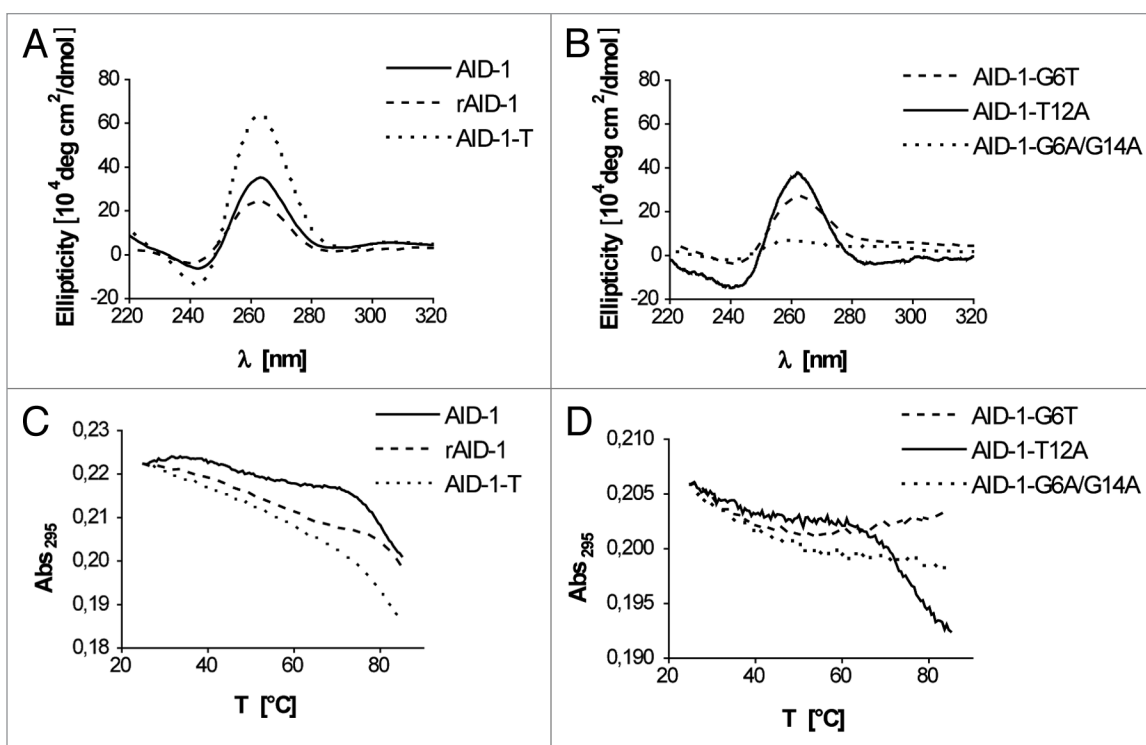 A
AID-1
rAID-1
AID-1-T
Ellipticity [10⁴ deg cm²/dmol ]
80
60
40
20
0
-20
220 240 260 280 300 320
λ [nm]
B
AID-1-G6T
AID-1-T12A
AID-1-G6A/G14A
Ellipticity [10⁴ deg cm²/dmol]
80
60
40
20
0
-20
220 240 260 280 300 320
λ [nm]
C
AID-1
rAID-1
AID-1-T
Abs₂₉₅
0,23
0,22
0,21
0,20
0,19
0,18
20 40 60 80
T [°C]
D
AID-1-G6T
AID-1-T12A
AID-1-G6A/G14A
Abs₂₉₅
0,210
0,205
0,200
0,195
0,190
20 40 60 80
T [°C]